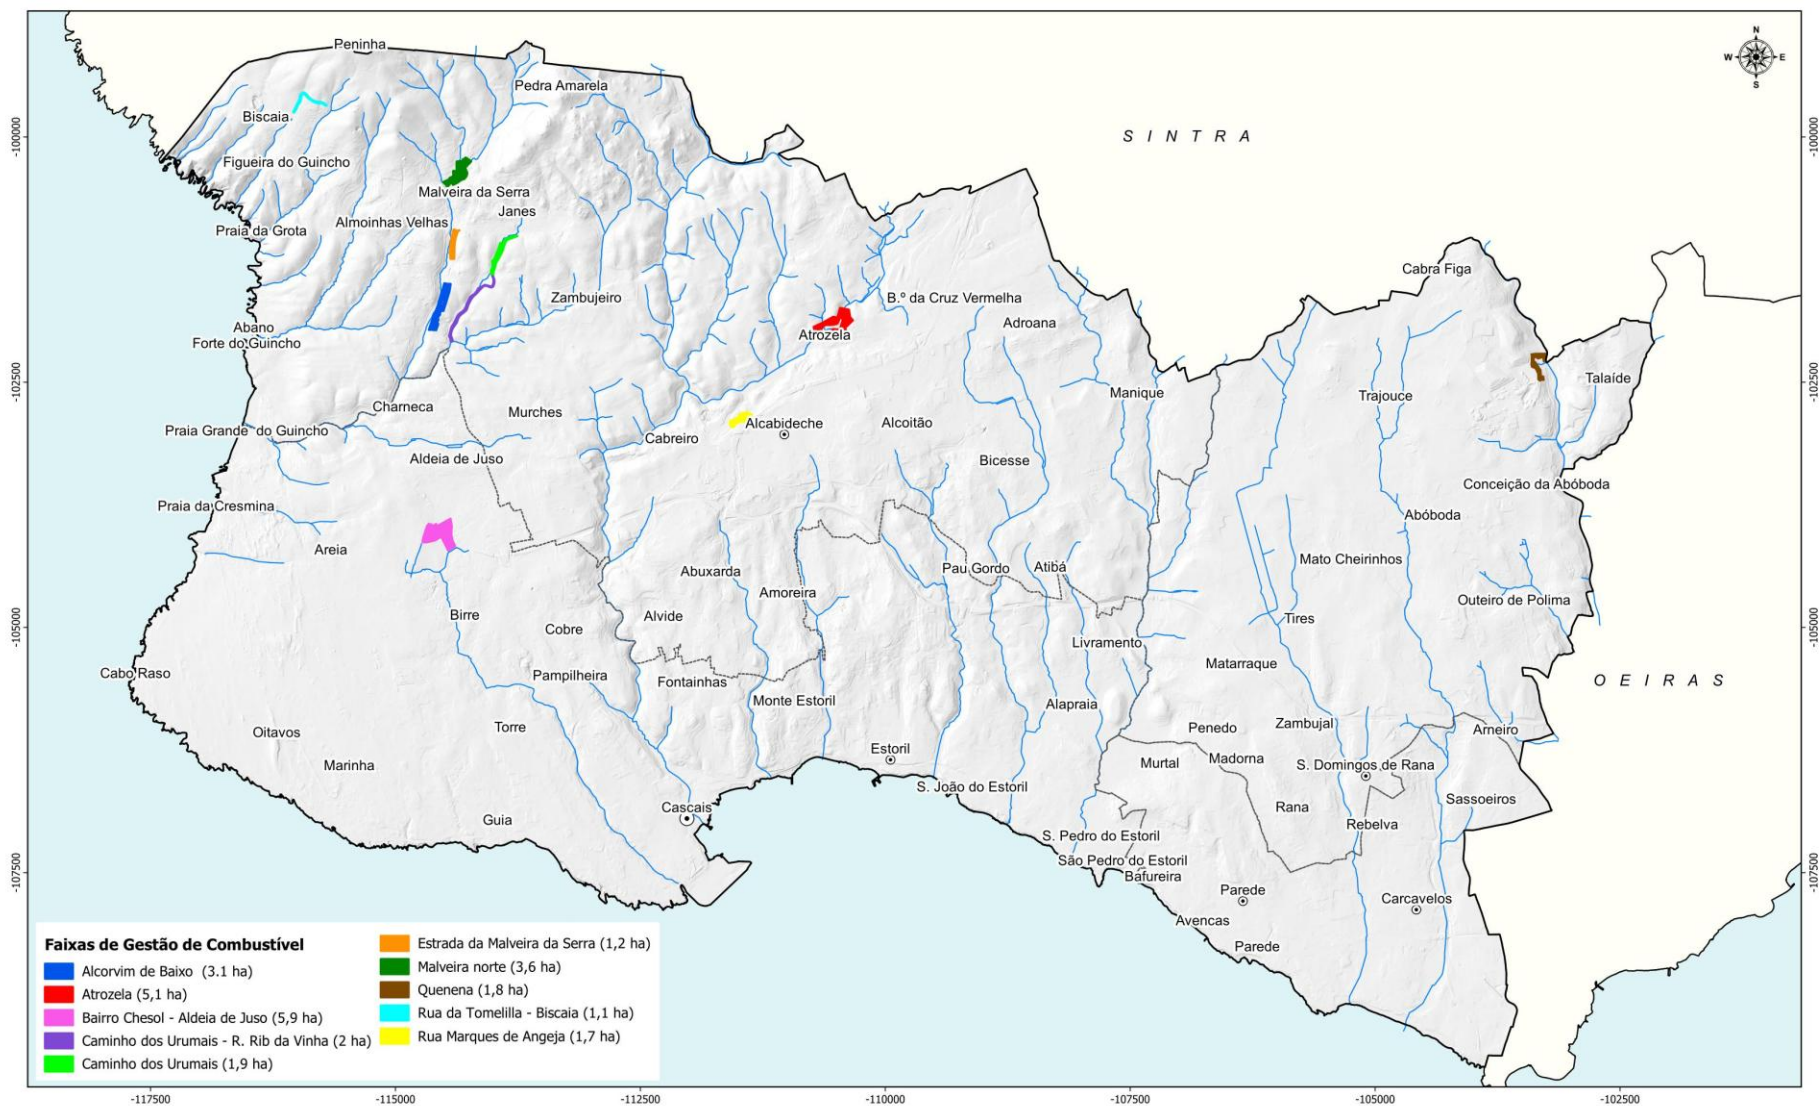 N
W E
S
Peninha
Pedra Amarela
Biscaia
S I N T R A
-100000
-100000
Figueira do Guincho
Malveira da Serra
Janes
Almoinhas Velhas
Praia da Grota
Cabra Figa
Zambujeiro
B.º da Cruz Vermelha
Adroana
Abano
Forte do Guincho
Atrozela
-102500
-102500
Talaíde
Manique
Trajouce
Charneca
Murches
Alcabideche
Alcoitão
Praia Grande do Guincho
Cabreiro
Aldeia de Juso
Bicesse
Conceição da Abóboda
Praia da Cresmina
Abóboda
Areia
Mato Cheirinhos
Abuxarda
Pau Gordo
Atibá
Amoreira
Outeiro de Polima
Birre
Alvide
Tires
-105000
-105000
Cobre
Livramento
Matarraque
Cabo Raso
Pampilheira
Fontainhas
O E I R A S
Monte Estoril
Alapraia
Oitavos
Torre
Penedo
Zambujal
Arneiro
Estoril
Madorna
Marinha
Murtal
S. Domingos de Rana
S. João do Estoril
Sassoeiros
Cascais
Rana
Guia
Rebelva
S. Pedro do Estoril
São Pedro do Estoril
Bafureira
-107500
-107500
Parede
Carcavelos
Avencas
Parede
Faixas de Gestão de Combustível
Alcorvim de Baixo (3.1 ha)
Atrozela (5,1 ha)
Bairro Chesol - Aldeia de Juso (5,9 ha)
Caminho dos Urumais - R. Rib da Vinha (2 ha)
Caminho dos Urumais (1,9 ha)
Estrada da Malveira da Serra (1,2 ha)
Malveira norte (3,6 ha)
Quenena (1,8 ha)
Rua da Tomelilla - Biscaia (1,1 ha)
Rua Marques de Angeja (1,7 ha)
-117500 -115000 -112500 -110000 -107500 -105000 -102500